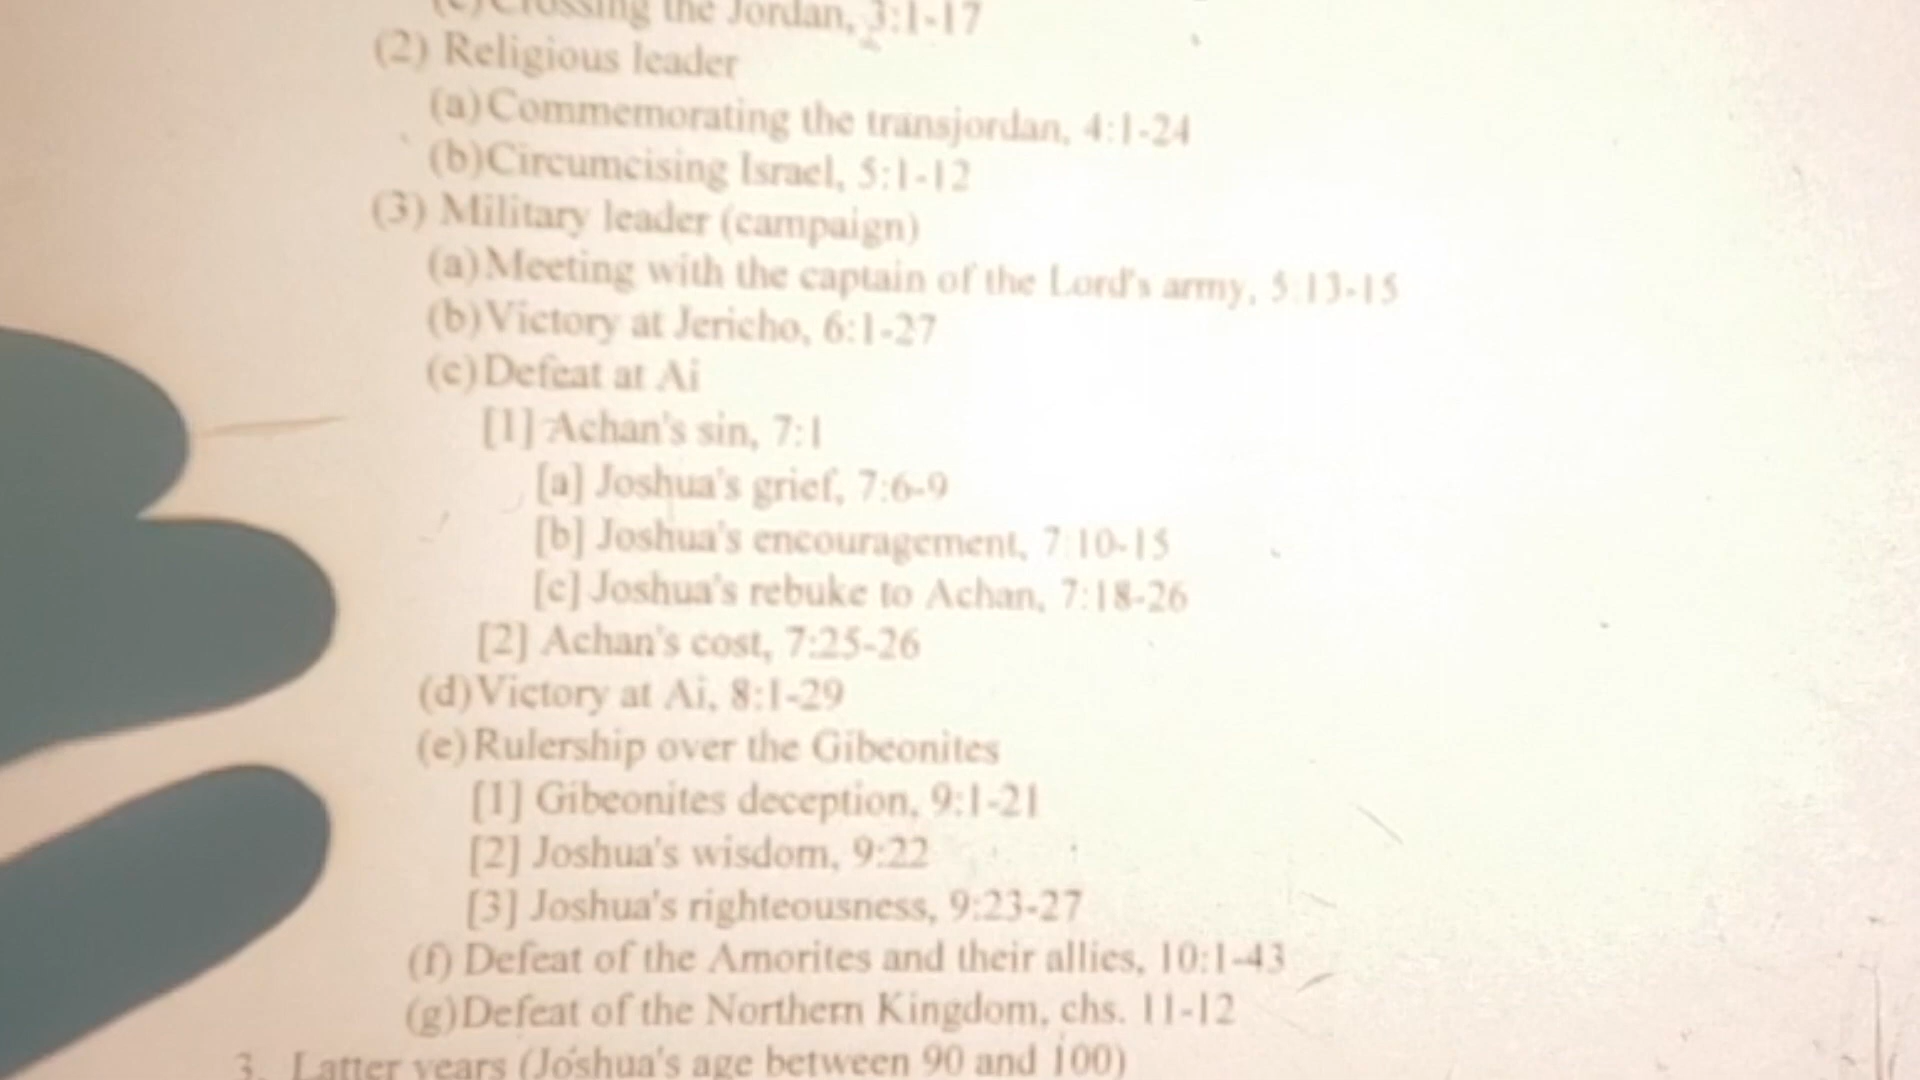 (c) Crossing the Jordan, 3:1-17
(2) Religious leader
(a) Commemorating the transjordan, 4:1-24
(b) Circumcising Israel, 5:1-12
(3) Military leader (campaign)
(a) Meeting with the captain of the Lord's army, 5:13-15
(b) Victory at Jericho, 6:1-27
(c) Defeat at Ai
[1] Achan's sin, 7:1
[a] Joshua's grief, 7:6-9
[b] Joshua's encouragement, 7:10-15
[c] Joshua's rebuke to Achan, 7:18-26
[2] Achan's cost, 7:25-26
(d) Victory at Ai, 8:1-29
(e) Rulership over the Gibeonites
[1] Gibeonites deception, 9:1-21
[2] Joshua's wisdom, 9:22
[3] Joshua's righteousness, 9:23-27
(f) Defeat of the Amorites and their allies, 10:1-43
(g) Defeat of the Northern Kingdom, chs. 11-12
3. Latter years (Joshua's age between 90 and 100)